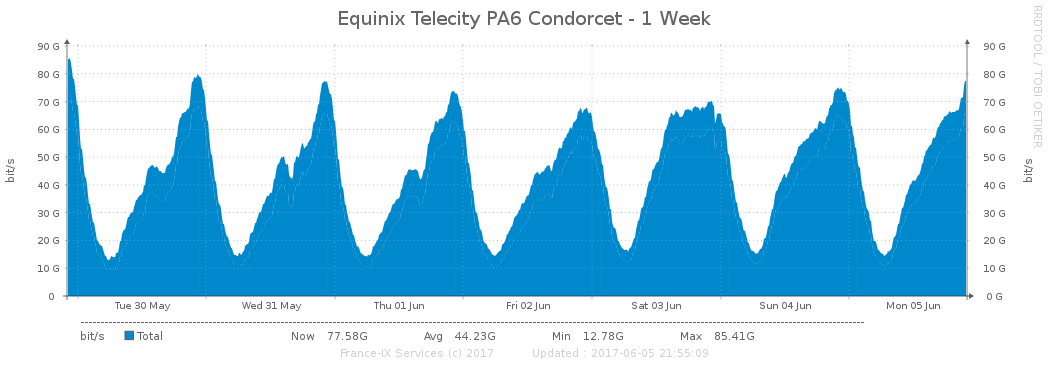 Equinix Telecity PA6 Condorcet - 1 Week
RRDTOOL / TOBI OETIKER
bit/s
90 G
80 G
70 G
60 G
50 G
40 G
30 G
20 G
10 G
0
90 G
80 G
70 G
60 G
50 G
40 G
30 G
20 G
10 G
0 G
bit/s
Tue 30 May Wed 31 May Thu 01 Jun Fri 02 Jun Sat 03 Jun Sun 04 Jun Mon 05 Jun
bit/s Total Now 77.58G Avg 44.23G Min 12.78G Max 85.41G
France-IX Services (c) 2017 Updated : 2017-06-05 21:55:09